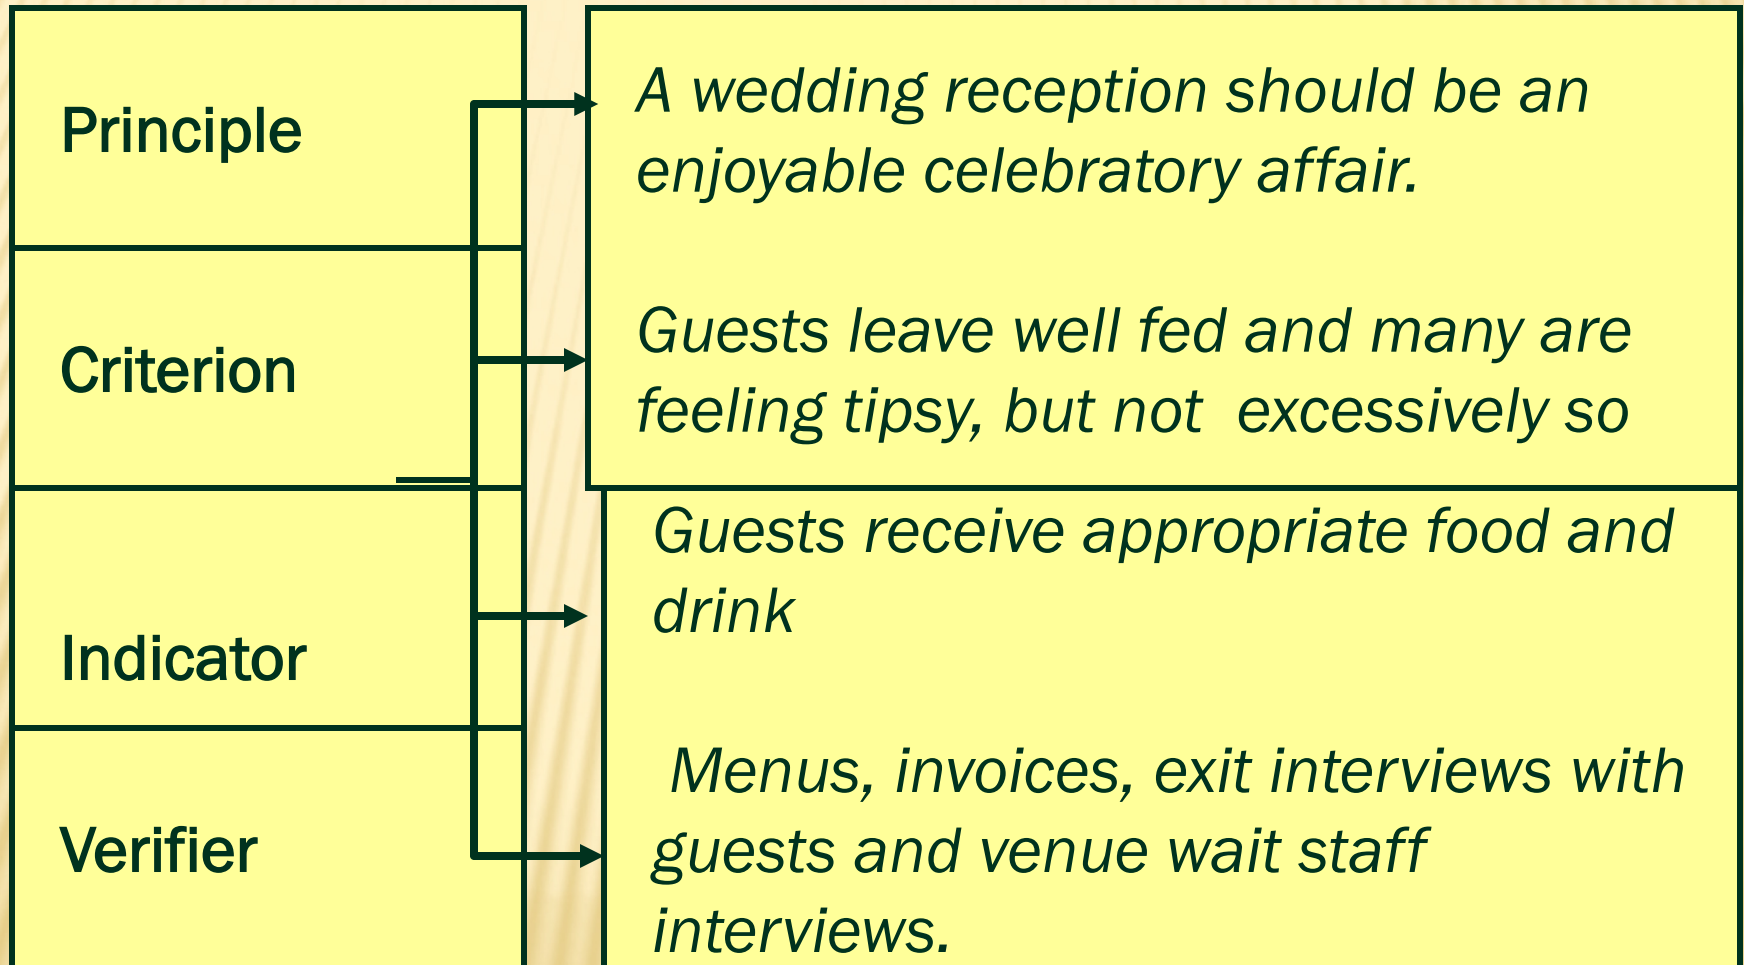 Principle
A wedding reception should be an
enjoyable celebratory affair.
Criterion
Guests leave well fed and many are
feeling tipsy, but not  excessively so
Indicator
Guests receive appropriate food and
drink
Verifier
Menus, invoices, exit interviews with
guests and venue wait staff
interviews.